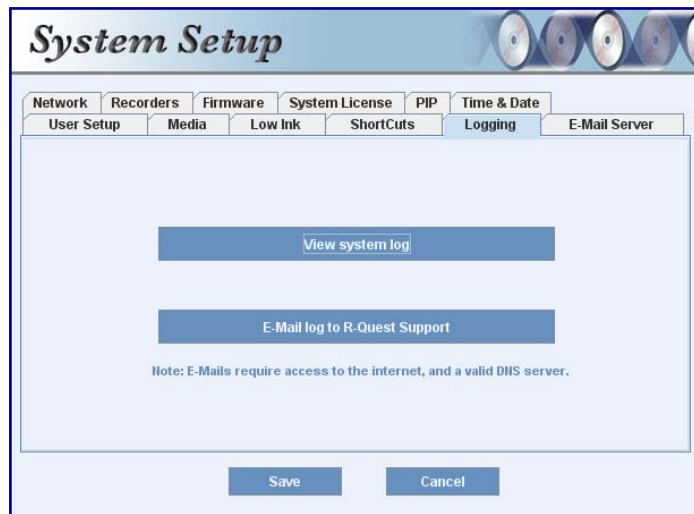 System Setup
Network Recorders Firmware System License PIP Time & Date
User Setup Media Low Ink ShortCuts Logging E-Mail Server
View system log
E-Mail log to R-Quest Support
Note: E-Mails require access to the internet, and a valid DNS server.
Save Cancel